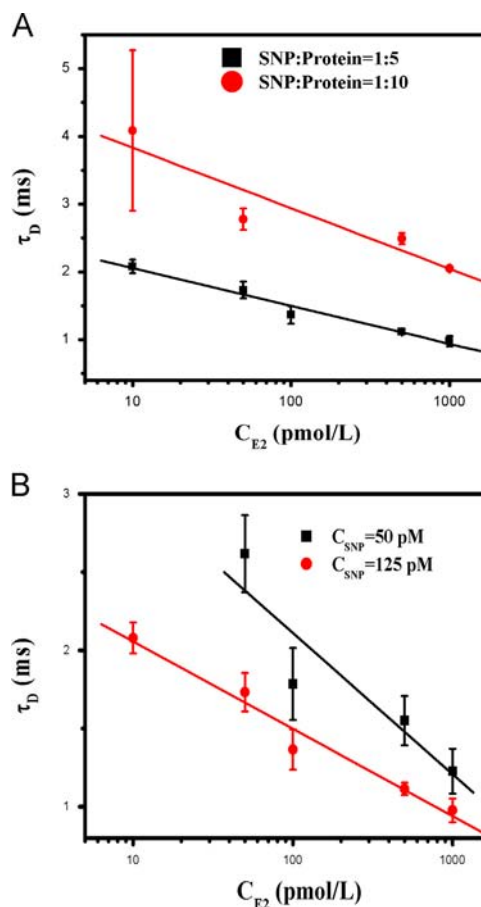 A
SNP:Protein=1:5
SNP:Protein=1:10
5
4
3
2
1
τD (ms)
10
100
1000
CE2 (pmol/L)
B
CSNP=50 pM
CSNP=125 pM
3
2
1
τD (ms)
10
100
1000
CE2 (pmol/L)